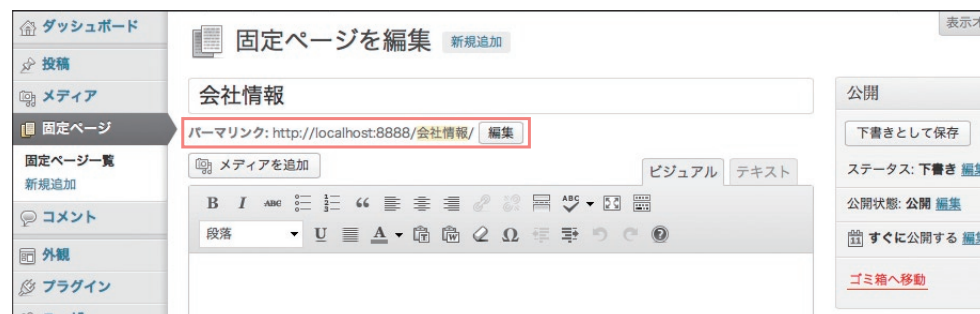 ダッシュボード
投稿
メディア
固定ページ
固定ページ一覧
新規追加
コメント
外観
プラグイン
固定ページを編集 新規追加
会社情報
パーマリンク: http://localhost:8888/会社情報/ 編集
メディアを追加
ビジュアル テキスト
B I ABC ABC
段落 U A T W Ω
公開
下書きとして保存
ステータス: 下書き 編集
公開状態: 公開 編集
すぐに公開する 編集
ゴミ箱へ移動